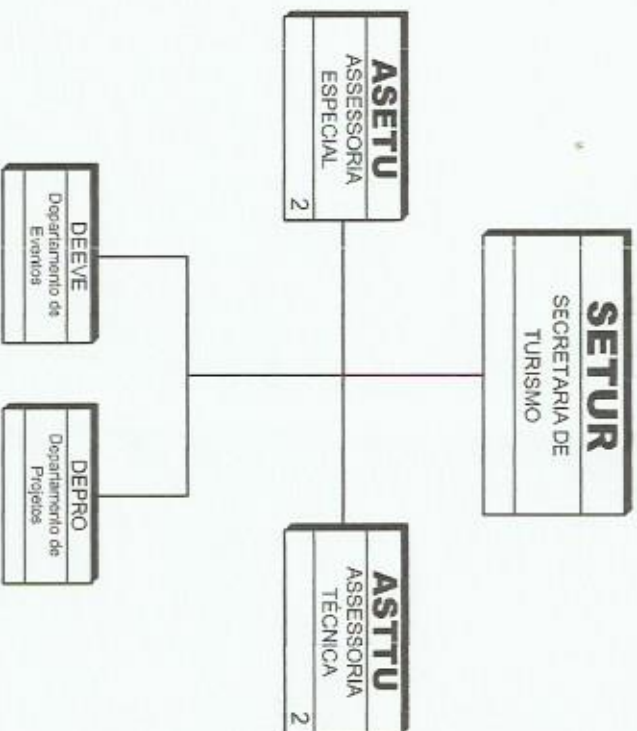 SETUR
SECRETARIA DE
TURISMO
ASETU
ASSESSORIA
ESPECIAL
2
ASTTU
ASSESSORIA
TÉCNICA
2
DEEVE
Departamento de
Eventos
DEPRO
Departamento de
Projetos